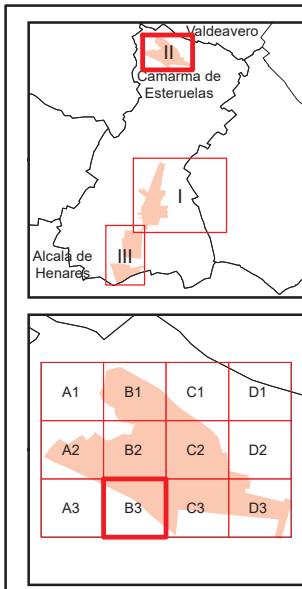 Valdeavero
II
Camarma de
Esteruelas
I
III
Alcalá de
Henares
A1 B1 C1 D1
A2 B2 C2 D2
A3 B3 C3 D3